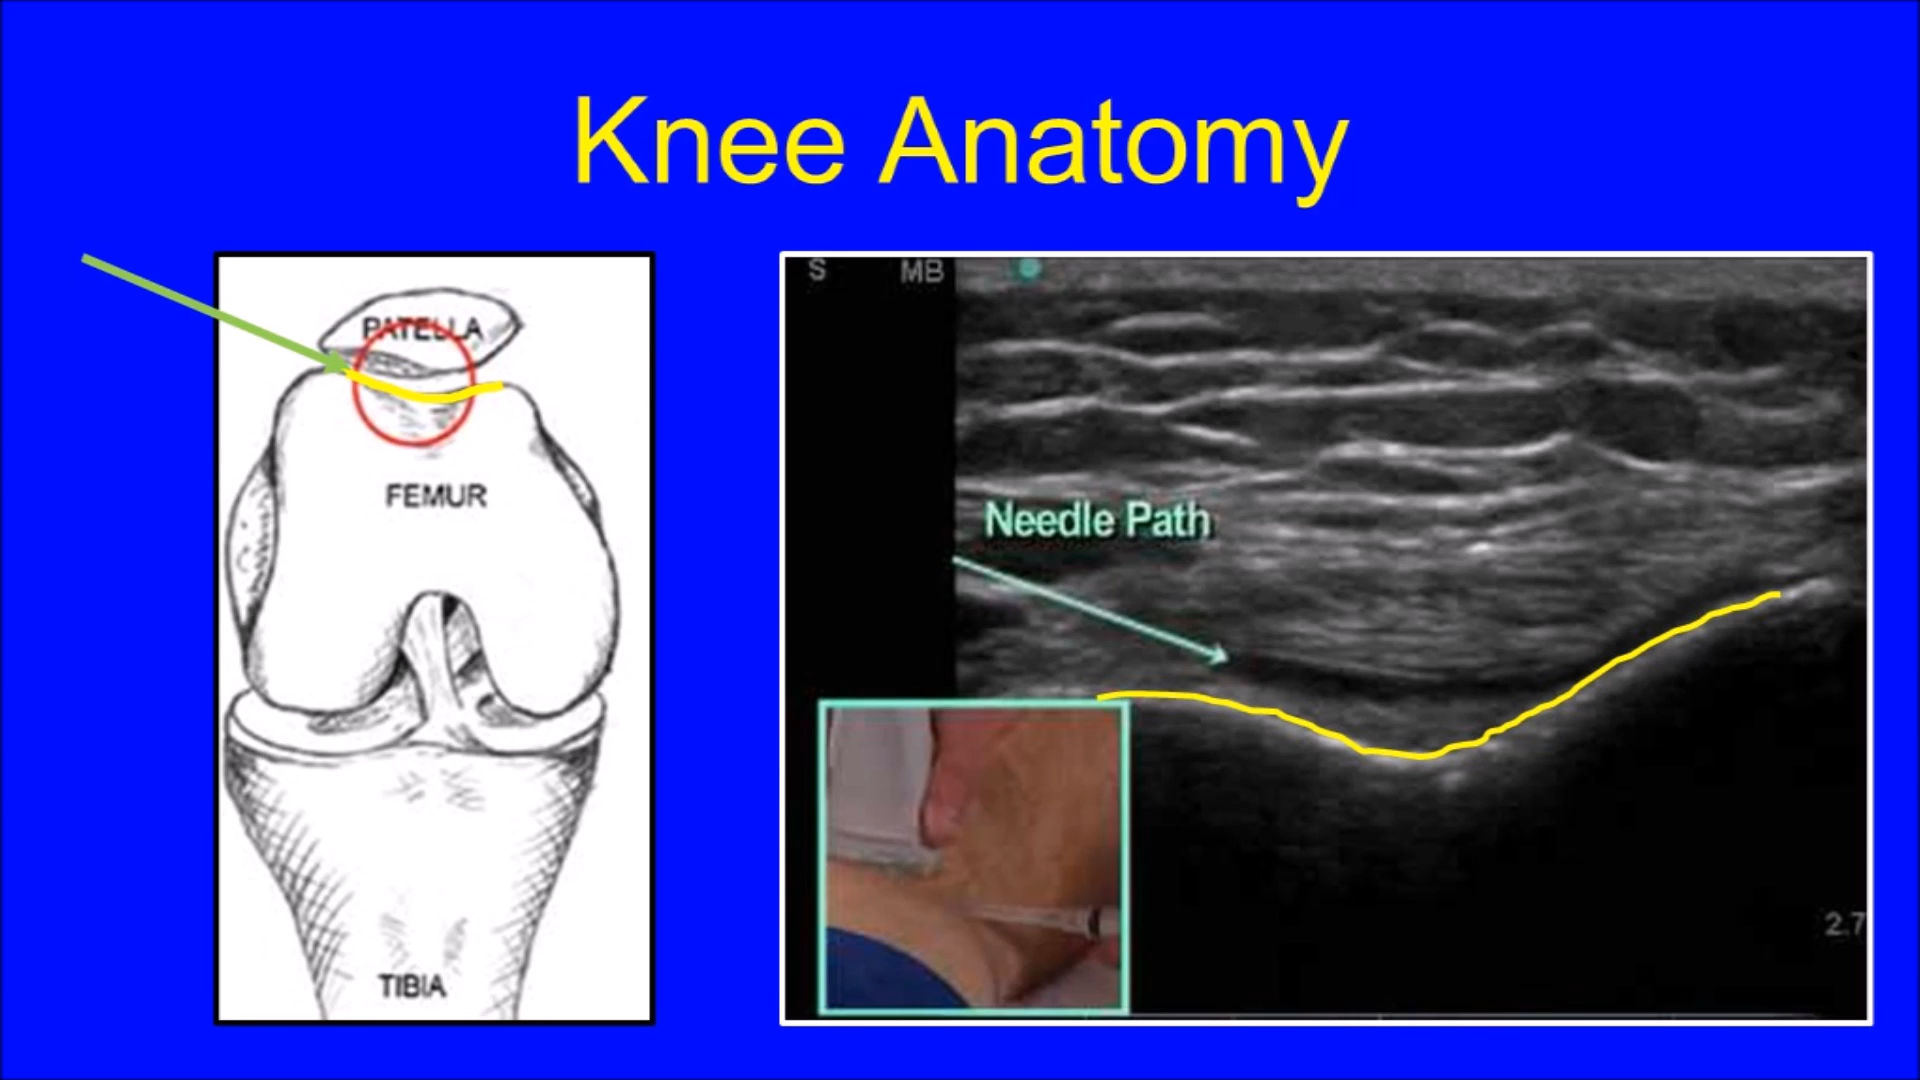 Knee Anatomy
PATELLA
FEMUR
TIBIA
S MB
Needle Path
2.7